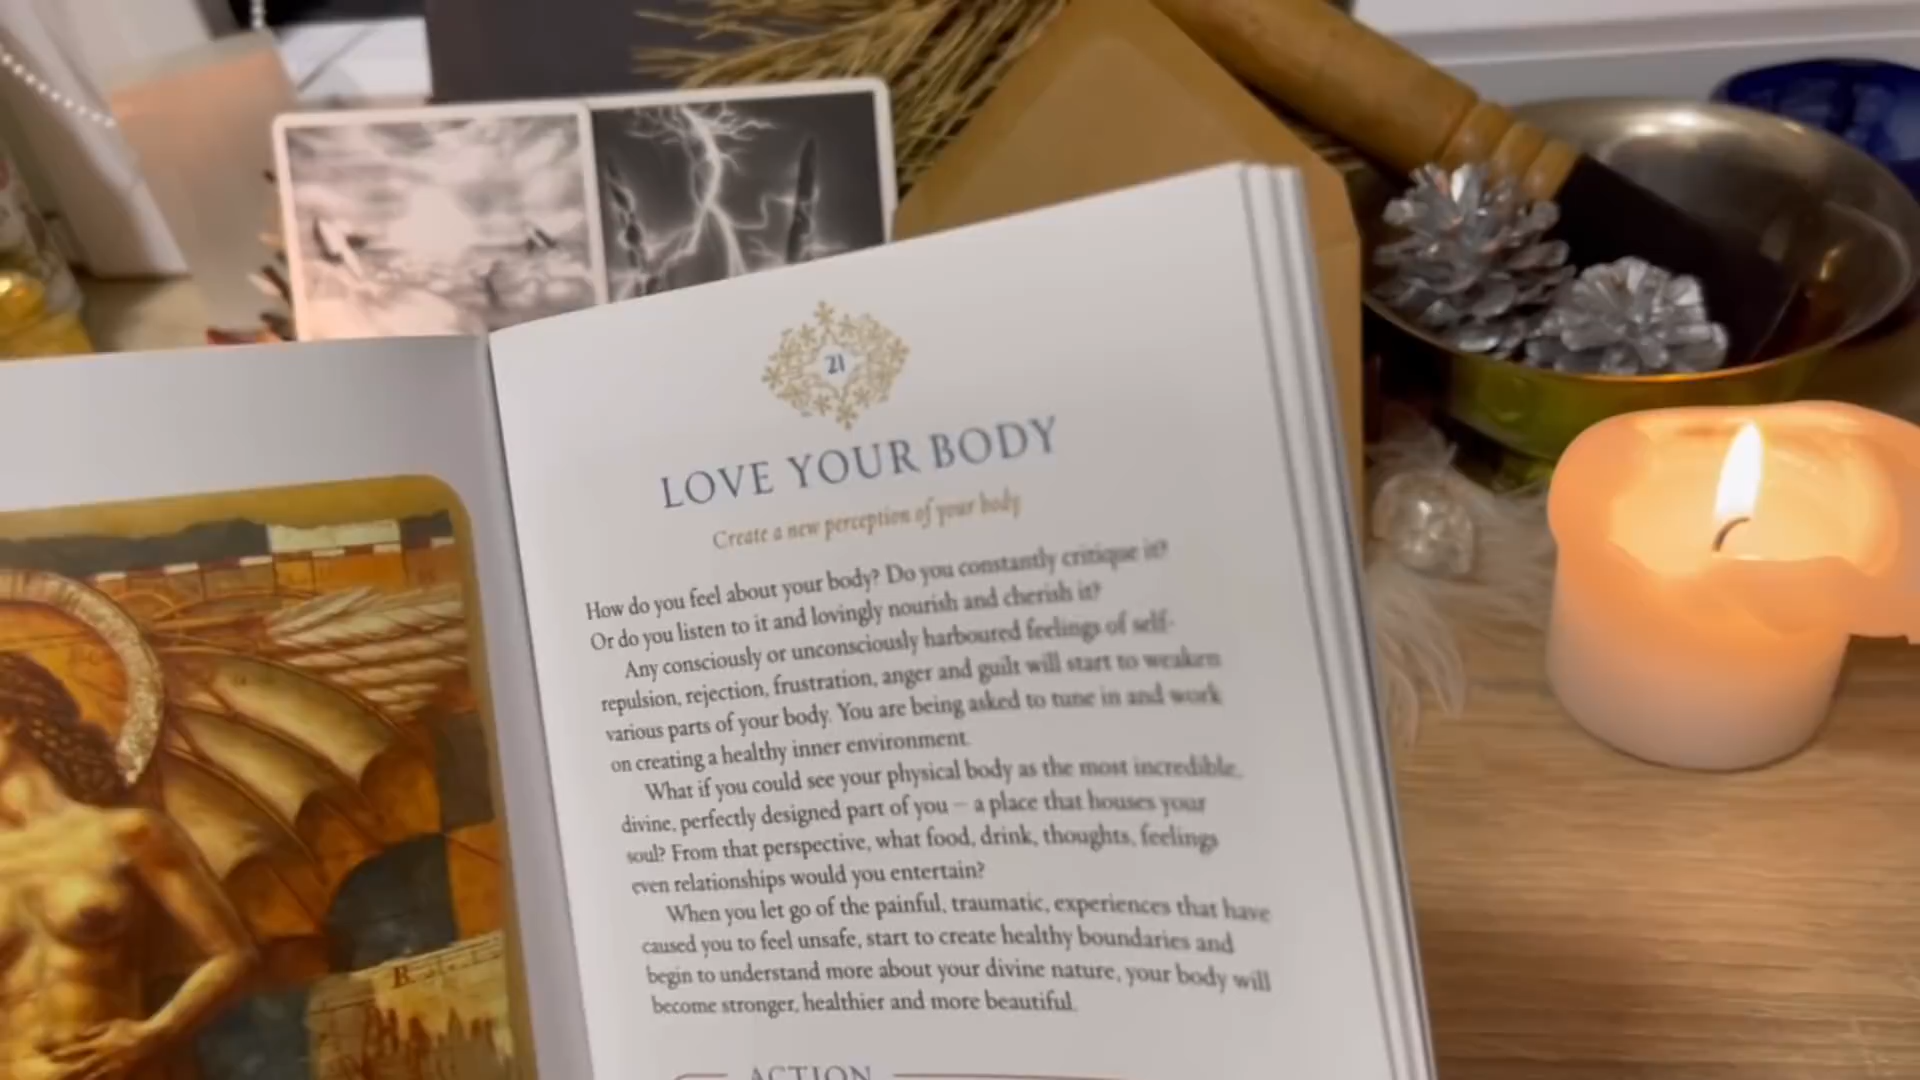 21
LOVE YOUR BODY
Create a new perception of your body
How do you feel about your body? Do you constantly critique it?
Or do you listen to it and lovingly nourish and cherish it?
Any consciously or unconsciously harboured feelings of self-
repulsion, rejection, frustration, anger and guilt will start to weaken
various parts of your body. You are being asked to tune in and work
on creating a healthy inner environment.
What if you could see your physical body as the most incredible,
divine, perfectly designed part of you – a place that houses your
soul? From that perspective, what food, drink, thoughts, feelings
even relationships would you entertain?
When you let go of the painful, traumatic, experiences that have
caused you to feel unsafe, start to create healthy boundaries and
begin to understand more about your divine nature, your body will
become stronger, healthier and more beautiful.
ACTION
R